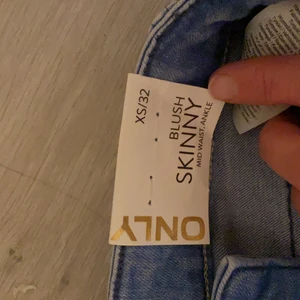 XS/32
BLUSH
SKINNY
MID WAIST, ANKLE
ONLY